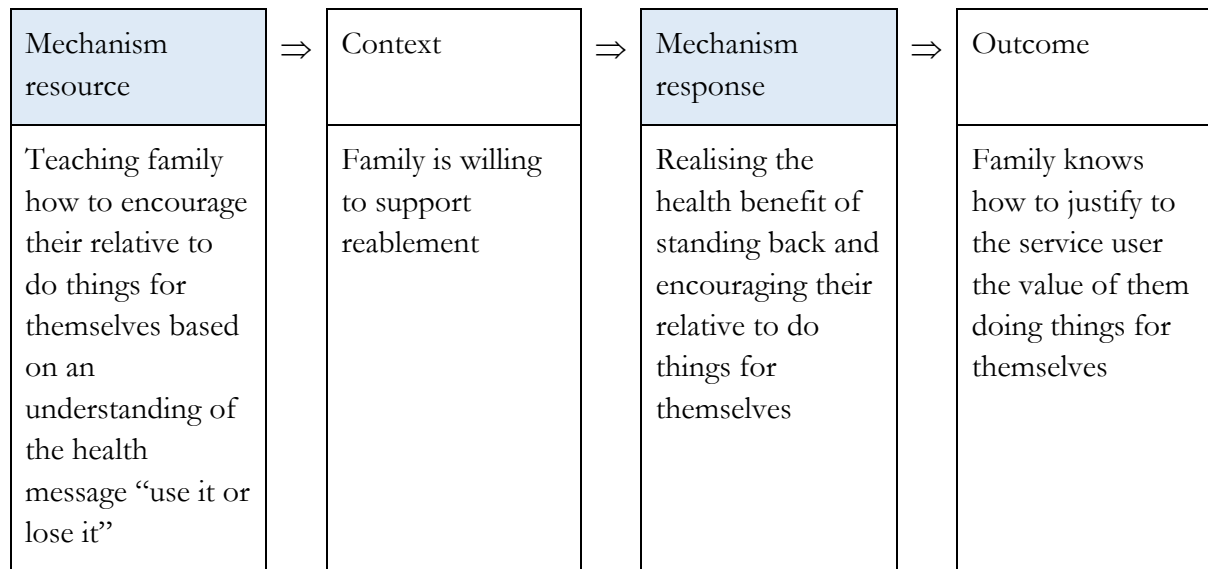 Mechanism
resource
⇒
Context
⇒
Mechanism
response
⇒
Outcome
Teaching family
how to encourage
their relative to
do things for
themselves based
on an
understanding of
the health
message “use it or
lose it”
Family is willing
to support
reablement
Realising the
health benefit of
standing back and
encouraging their
relative to do
things for
themselves
Family knows
how to justify to
the service user
the value of them
doing things for
themselves